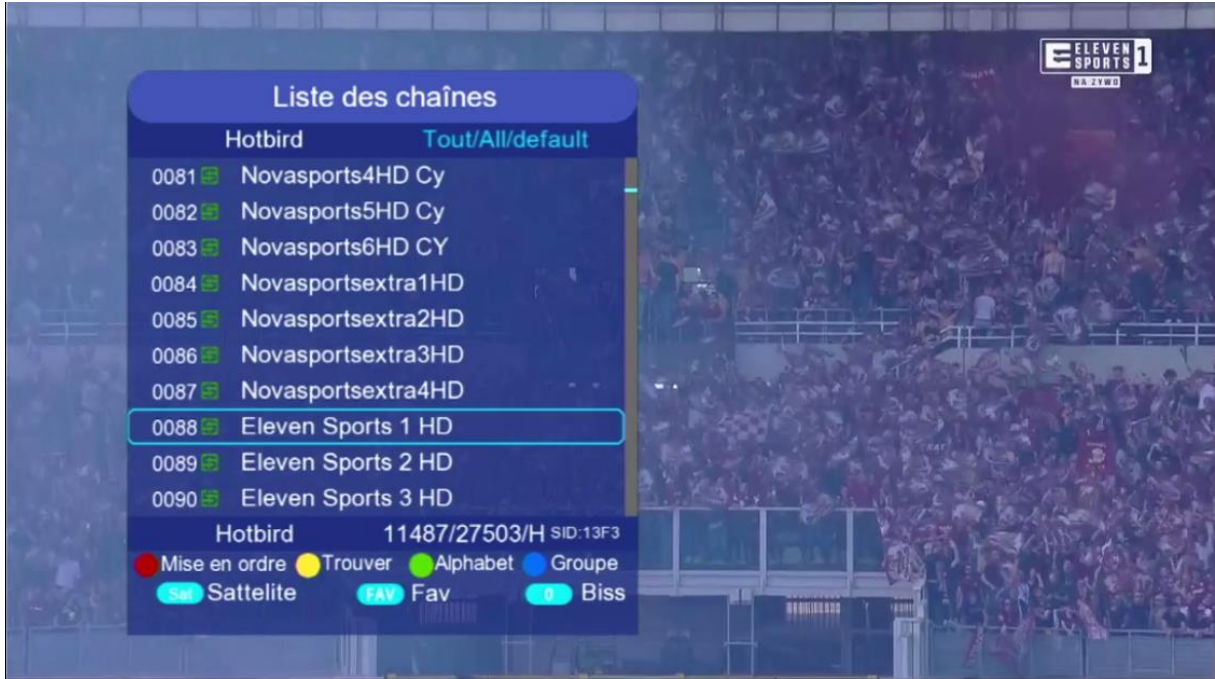 ELEVEN
SPORTS 1
NA ŻYWO
Liste des chaînes
Hotbird Tout/All/default
0081 S Novasports4HD Cy
0082 S Novasports5HD Cy
0083 S Novasports6HD CY
0084 S Novasportsextra1HD
0085 S Novasportsextra2HD
0086 S Novasportsextra3HD
0087 S Novasportsextra4HD
0088 S Eleven Sports 1 HD
0089 S Eleven Sports 2 HD
0090 S Eleven Sports 3 HD
Hotbird 11487/27503/H SID:13F3
Mise en ordre Trouver Alphabet Groupe
Sat Sattelite FAV Fav 0 Biss